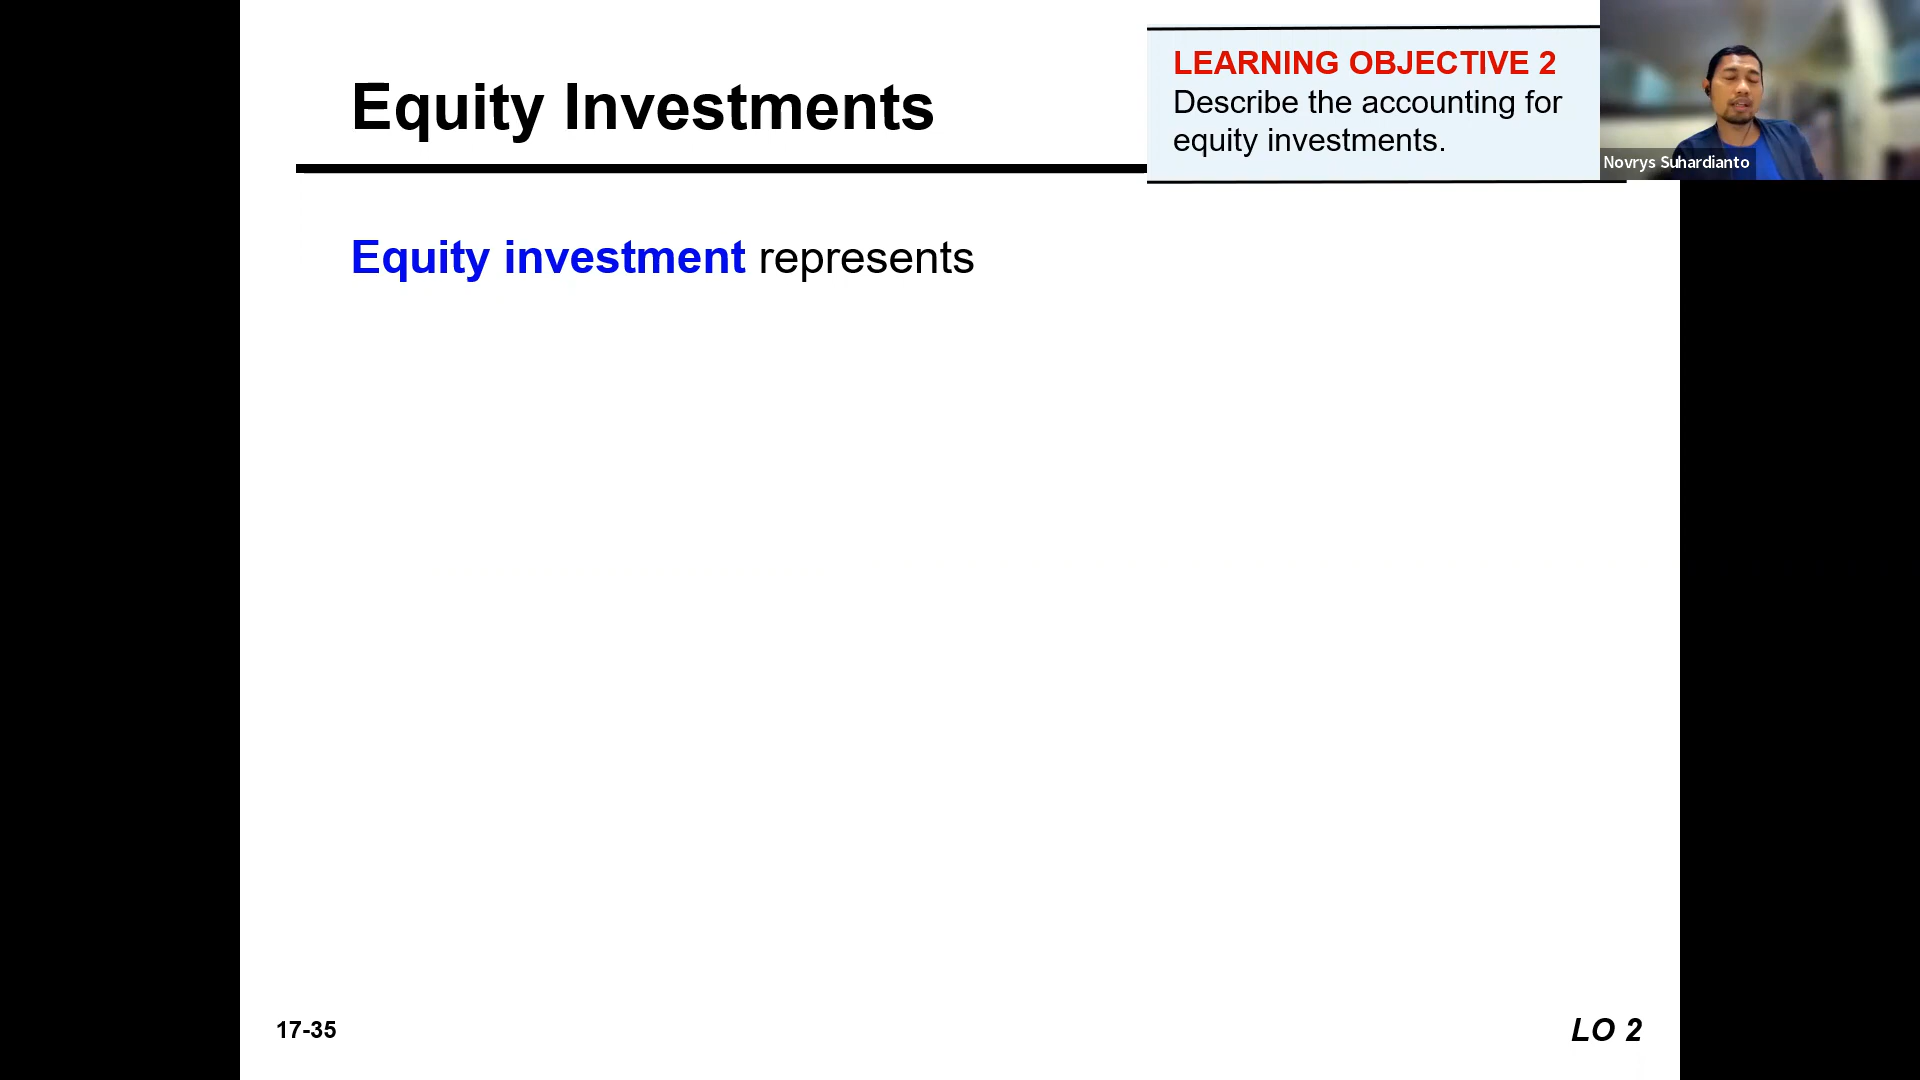 Equity Investments
LEARNING OBJECTIVE 2
Describe the accounting for
equity investments.
Novrys Suhardianto
Equity investment represents
17-35
LO 2